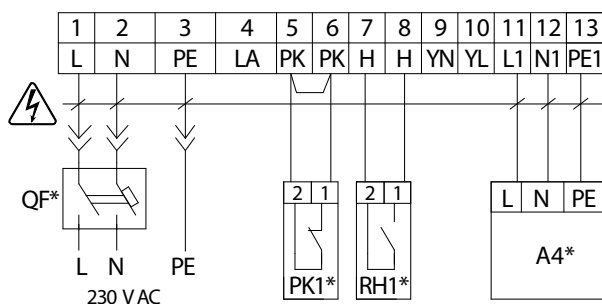 1 2 3 4 5 6 7 8 9 10 11 12 13
L N PE LA PK PK H H YN YL L1 N1 PE1
QF*
2 1
2 1
L N PE
PK1*
RH1*
A4*
L N PE
230 V AC